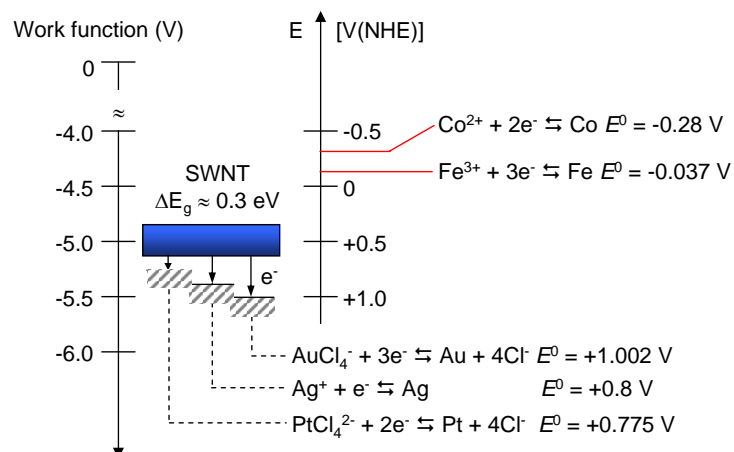 Work function (V)
E [V(NHE)]
0
≈
-4.0
-0.5
Co²⁺ + 2e⁻ ⇆ Co E⁰ = -0.28 V
SWNT
Fe³⁺ + 3e⁻ ⇆ Fe E⁰ = -0.037 V
-4.5
0
ΔE_g ≈ 0.3 eV
-5.0
+0.5
e⁻
-5.5
+1.0
-6.0
AuCl₄⁻ + 3e⁻ ⇆ Au + 4Cl⁻ E⁰ = +1.002 V
Ag⁺ + e⁻ ⇆ Ag E⁰ = +0.8 V
PtCl₄²⁻ + 2e⁻ ⇆ Pt + 4Cl⁻ E⁰ = +0.775 V